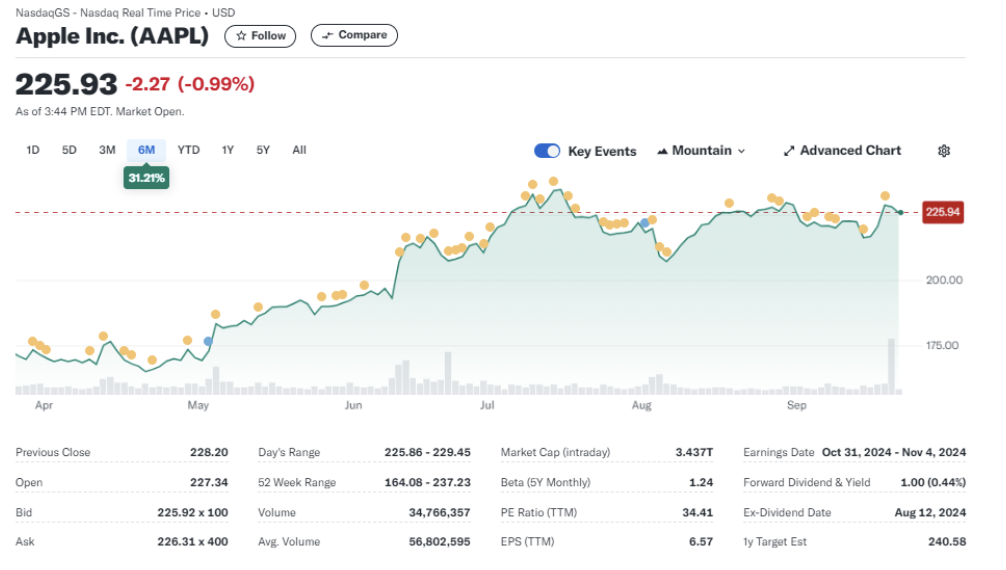 NasdaqGS - Nasdaq Real Time Price • USD
Apple Inc. (AAPL) Follow Compare
225.93 -2.27 (-0.99%)
As of 3:44 PM EDT. Market Open.
1D 5D 3M 6M YTD 1Y 5Y All Key Events Mountain Advanced Chart
31.21%
225.94
200.00
175.00
Apr May Jun Jul Aug Sep
Previous Close 228.20 Day's Range 225.86 - 229.45 Market Cap (intraday) 3.437T Earnings Date Oct 31, 2024 - Nov 4, 2024
Open 227.34 52 Week Range 164.08 - 237.23 Beta (5Y Monthly) 1.24 Forward Dividend & Yield 1.00 (0.44%)
Bid 225.92 x 100 Volume 34,766,357 PE Ratio (TTM) 34.41 Ex-Dividend Date Aug 12, 2024
Ask 226.31 x 400 Avg. Volume 56,802,595 EPS (TTM) 6.57 1y Target Est 240.58